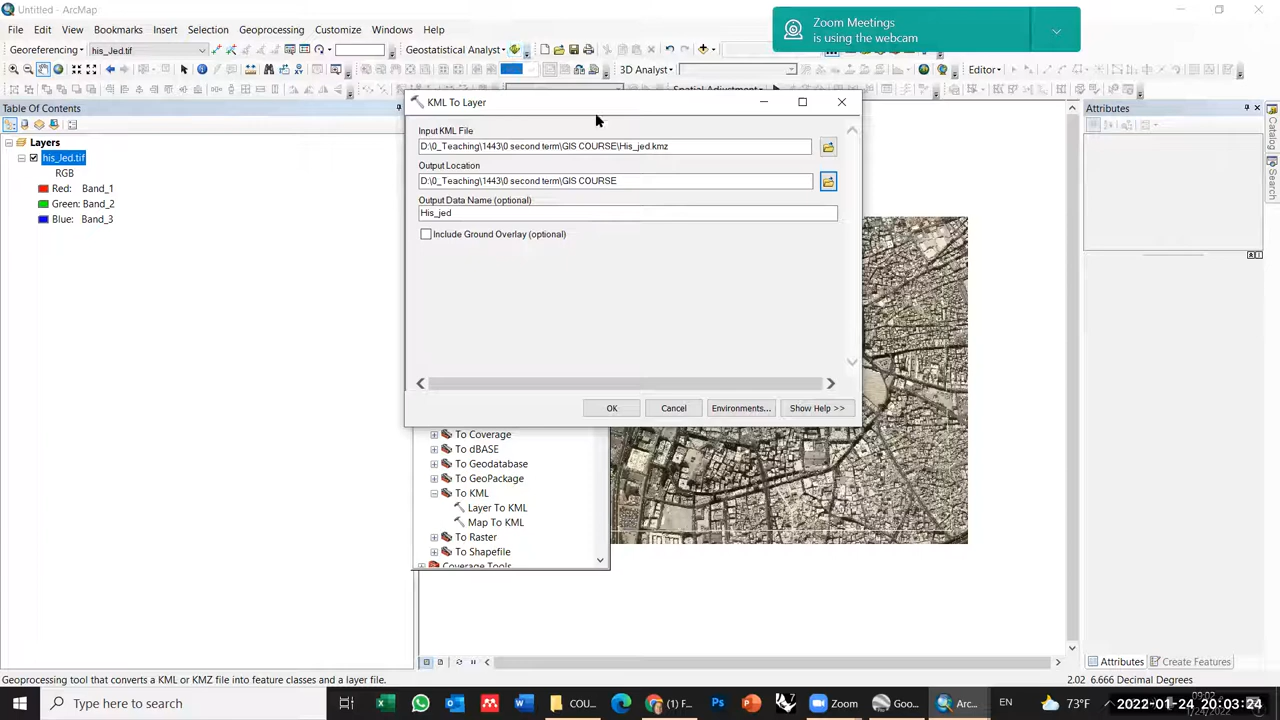 Untitled - ArcMap
File Edit View Bookmarks Insert Selection Geoprocessing Customize Windows Help
Zoom Meetings
is using the webcam
Georeferencing
Geostatistical Analyst
3D Analyst
Editor
Table Of Contents
Layers
his_Jed.tif
RGB
Red: Band_1
Green: Band_2
Blue: Band_3
KML To Layer
Input KML File
D:\0_Teaching\1443\0 second term\GIS COURSE\His_jed.kmz
Output Location
D:\0_Teaching\1443\0 second term\GIS COURSE
Output Data Name (optional)
His_jed
Include Ground Overlay (optional)
OK Cancel Environments... Show Help >>
To Coverage
To dBASE
To Geodatabase
To GeoPackage
To KML
Layer To KML
Map To KML
To Raster
To Shapefile
Coverage Tools
Attributes
Catalog
Search
Attributes Create Features
Geoprocessing tool that converts a KML or KMZ file into feature classes and a layer file.
2.02 6.666 Decimal Degrees
Type here to search
COU...
(1) F...
Zoom
Goo...
Arc...
EN
73°F
2022-01-24 20:03:24